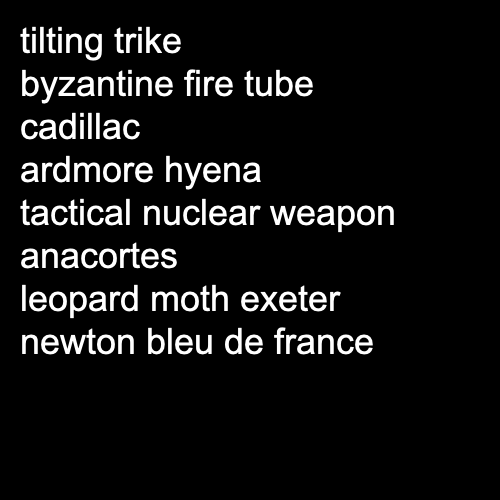 tilting trike
byzantine fire tube
cadillac
ardmore hyena
tactical nuclear weapon
anacortes
leopard moth exeter
newton bleu de france